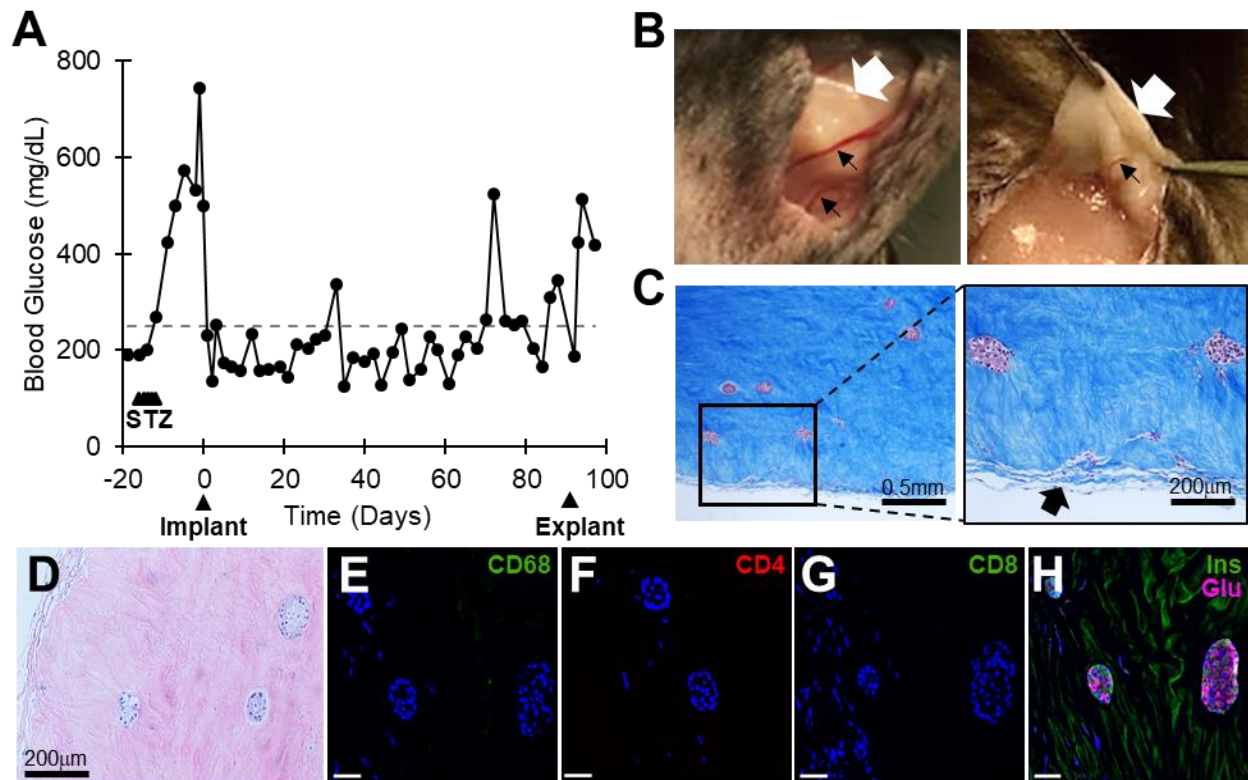 A
Blood Glucose (mg/dL)
800
600
400
200
0
STZ
-20 0 20 40 60 80 100
Implant Time (Days) Explant
B
C
0.5mm
200µm
D
200µm
E
CD68
F
CD4
G
CD8
H
Ins
Glu